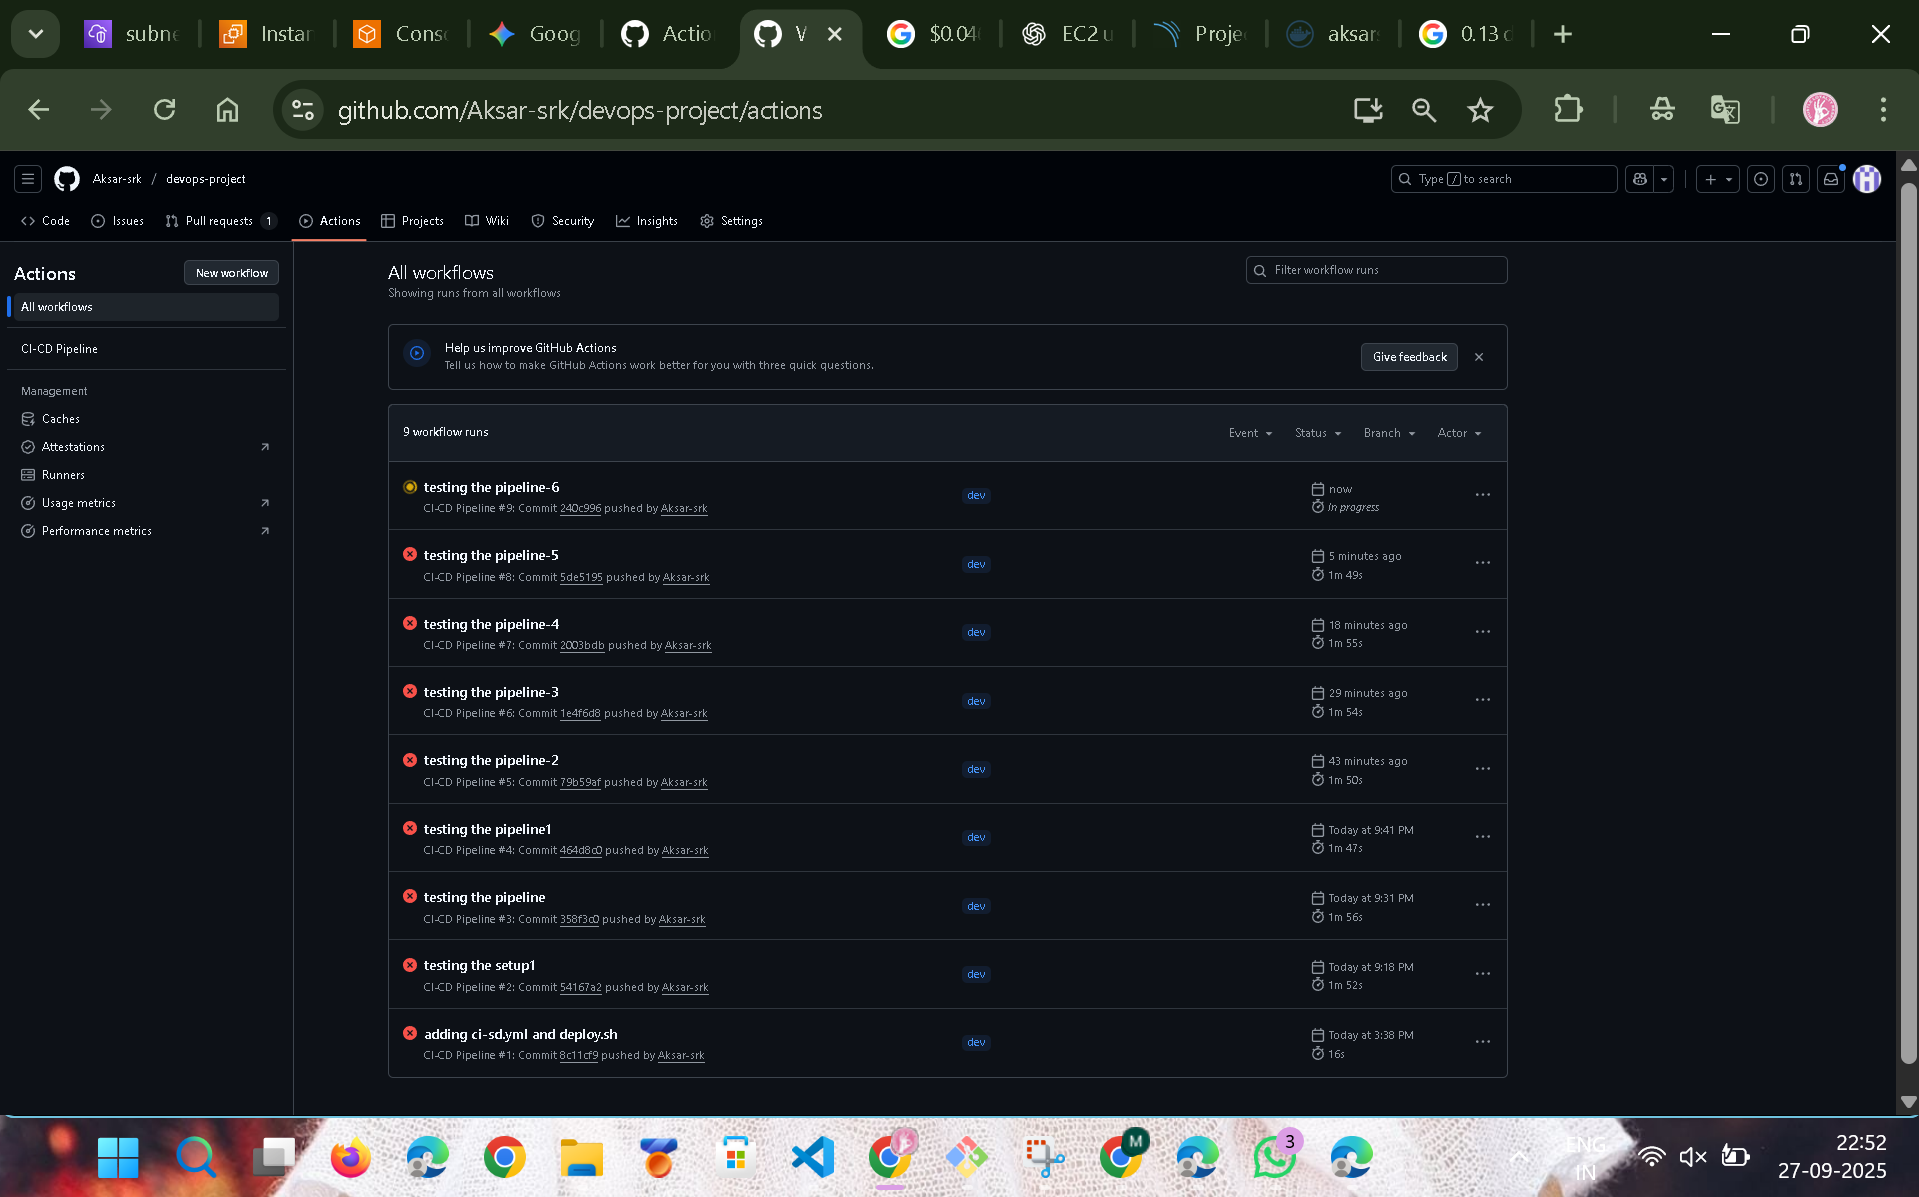 subne
Instar
Conso
Goog
Actio
V
$0.04
EC2 u
Proje
aksar
0.13 d
github.com/Aksar-srk/devops-project/actions
Aksar-srk / devops-project
Type / to search
Code
Issues
Pull requests 1
Actions
Projects
Wiki
Security
Insights
Settings
Actions
New workflow
All workflows
CI-CD Pipeline
Management
Caches
Attestations
Runners
Usage metrics
Performance metrics
All workflows
Showing runs from all workflows
Filter workflow runs
Help us improve GitHub Actions
Tell us how to make GitHub Actions work better for you with three quick questions.
Give feedback
9 workflow runs
Event
Status
Branch
Actor
testing the pipeline-6
CI-CD Pipeline #9: Commit 240c996 pushed by Aksar-srk
dev
now
In progress
testing the pipeline-5
CI-CD Pipeline #8: Commit 5de5195 pushed by Aksar-srk
dev
5 minutes ago
1m 49s
testing the pipeline-4
CI-CD Pipeline #7: Commit 2003bdb pushed by Aksar-srk
dev
18 minutes ago
1m 55s
testing the pipeline-3
CI-CD Pipeline #6: Commit 1e4f6d8 pushed by Aksar-srk
dev
29 minutes ago
1m 54s
testing the pipeline-2
CI-CD Pipeline #5: Commit 79b59af pushed by Aksar-srk
dev
43 minutes ago
1m 50s
testing the pipeline1
CI-CD Pipeline #4: Commit 464d8c0 pushed by Aksar-srk
dev
Today at 9:41 PM
1m 47s
testing the pipeline
CI-CD Pipeline #3: Commit 358f3c0 pushed by Aksar-srk
dev
Today at 9:31 PM
1m 56s
testing the setup1
CI-CD Pipeline #2: Commit 54167a2 pushed by Aksar-srk
dev
Today at 9:18 PM
1m 52s
adding ci-sd.yml and deploy.sh
CI-CD Pipeline #1: Commit 8c11cf9 pushed by Aksar-srk
dev
Today at 3:38 PM
16s
M
3
ENG
IN
22:52
27-09-2025